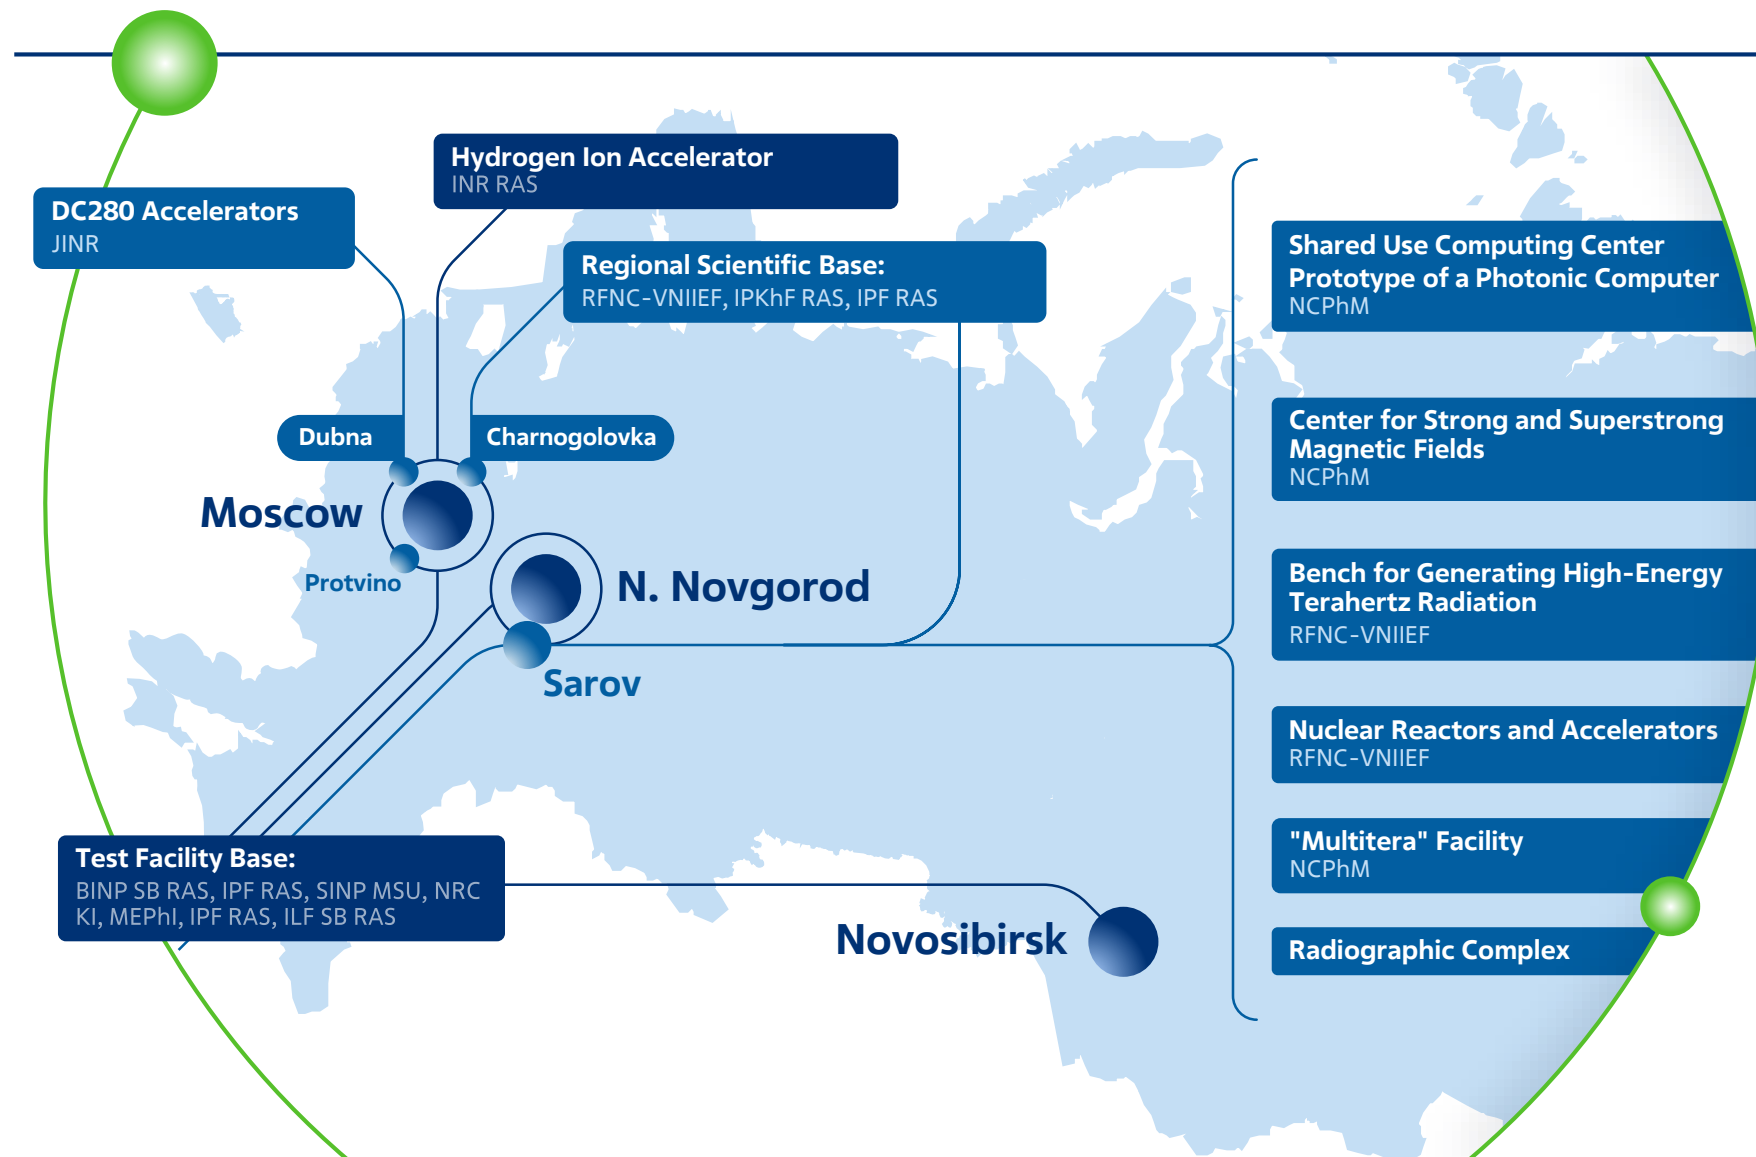 Hydrogen Ion Accelerator
INR RAS
DC280 Accelerators
JINR
Regional Scientific Base:
RFNC-VNIIEF, IPKhF RAS, IPF RAS
Dubna
Charnogolovka
Moscow
Protvino
N. Novgorod
Sarov
Test Facility Base:
BINP SB RAS, IPF RAS, SINP MSU, NRC
KI, MEPhI, IPF RAS, ILF SB RAS
Novosibirsk
Shared Use Computing Center
Prototype of a Photonic Computer
NCPhM
Center for Strong and Superstrong
Magnetic Fields
NCPhM
Bench for Generating High-Energy
Terahertz Radiation
RFNC-VNIIEF
Nuclear Reactors and Accelerators
RFNC-VNIIEF
"Multitera" Facility
NCPhM
Radiographic Complex